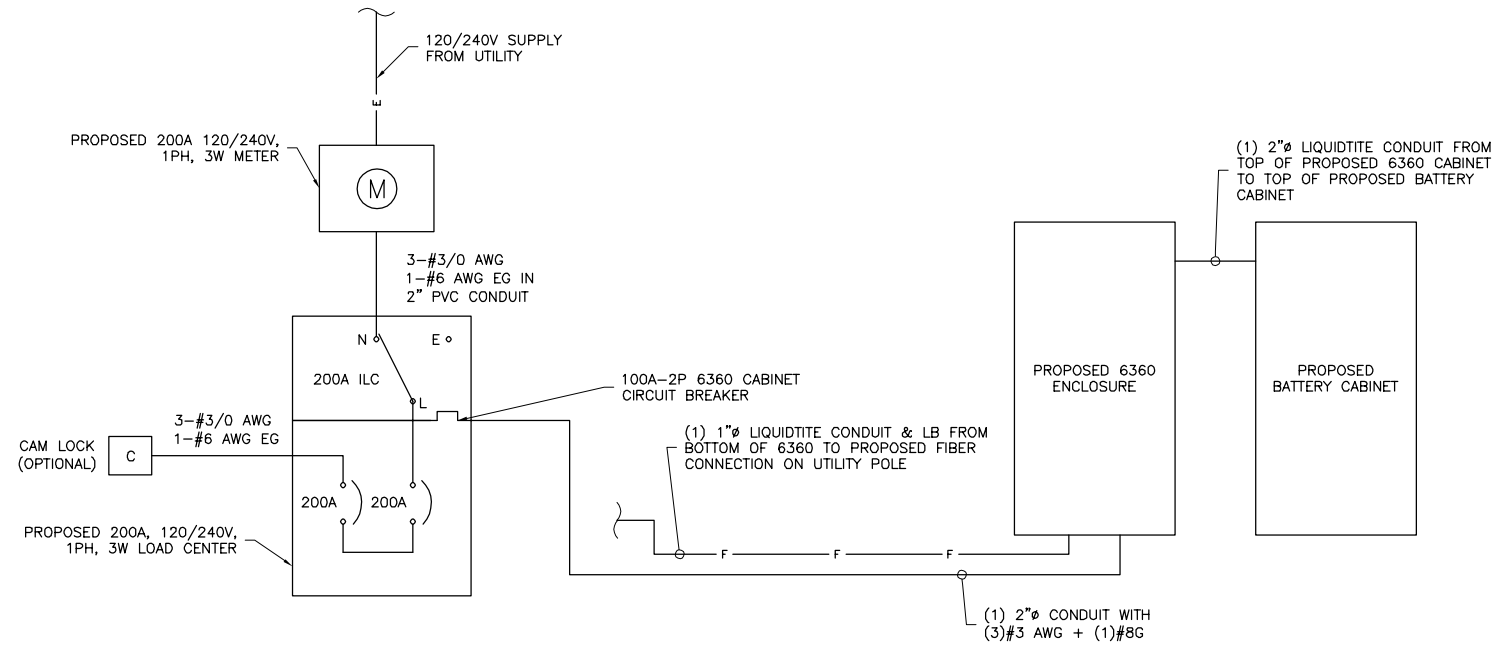 120/240V SUPPLY
FROM UTILITY
E
PROPOSED 200A 120/240V,
1PH, 3W METER
M
(1) 2"ø LIQUIDTITE CONDUIT FROM
TOP OF PROPOSED 6360 CABINET
TO TOP OF PROPOSED BATTERY
CABINET
3-#3/0 AWG
1-#6 AWG EG IN
2" PVC CONDUIT
N
E
200A ILC
L
100A-2P 6360 CABINET
CIRCUIT BREAKER
PROPOSED 6360
ENCLOSURE
PROPOSED
BATTERY CABINET
3-#3/0 AWG
1-#6 AWG EG
CAM LOCK
(OPTIONAL)
C
(1) 1"ø LIQUIDTITE CONDUIT & LB FROM
BOTTOM OF 6360 TO PROPOSED FIBER
CONNECTION ON UTILITY POLE
200A
200A
PROPOSED 200A, 120/240V,
1PH, 3W LOAD CENTER
F
F
F
(1) 2"ø CONDUIT WITH
(3)#3 AWG + (1)#8G